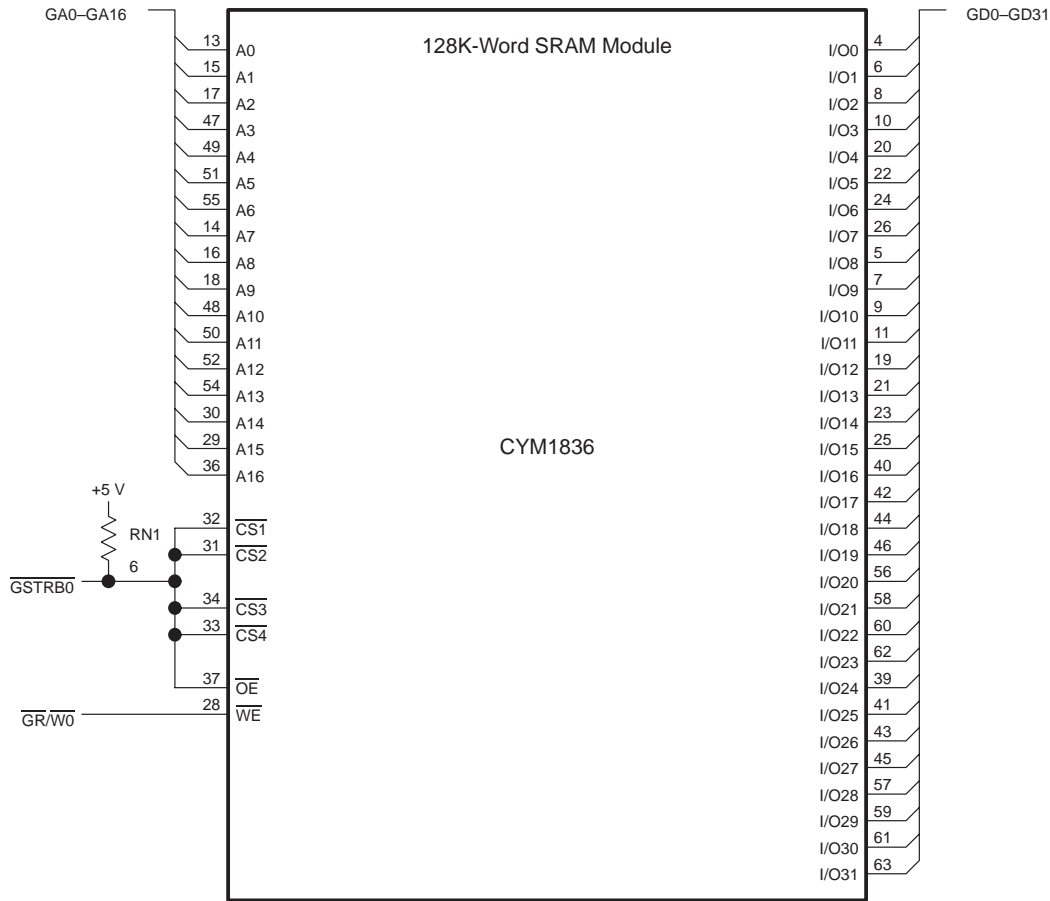 GA0–GA16
GD0–GD31
128K-Word SRAM Module
13 A0
15 A1
17 A2
47 A3
49 A4
51 A5
55 A6
14 A7
16 A8
18 A9
48 A10
50 A11
52 A12
54 A13
30 A14
29 A15
36 A16
+5 V
RN1
6
GSTRB0
32 CS1
31 CS2
34 CS3
33 CS4
37 OE
GR/W0
28 WE
CYM1836
I/O0 4
I/O1 6
I/O2 8
I/O3 10
I/O4 20
I/O5 22
I/O6 24
I/O7 26
I/O8 5
I/O9 7
I/O10 9
I/O11 11
I/O12 19
I/O13 21
I/O14 23
I/O15 25
I/O16 40
I/O17 42
I/O18 44
I/O19 46
I/O20 56
I/O21 58
I/O22 60
I/O23 62
I/O24 39
I/O25 41
I/O26 43
I/O27 45
I/O28 57
I/O29 59
I/O30 61
I/O31 63